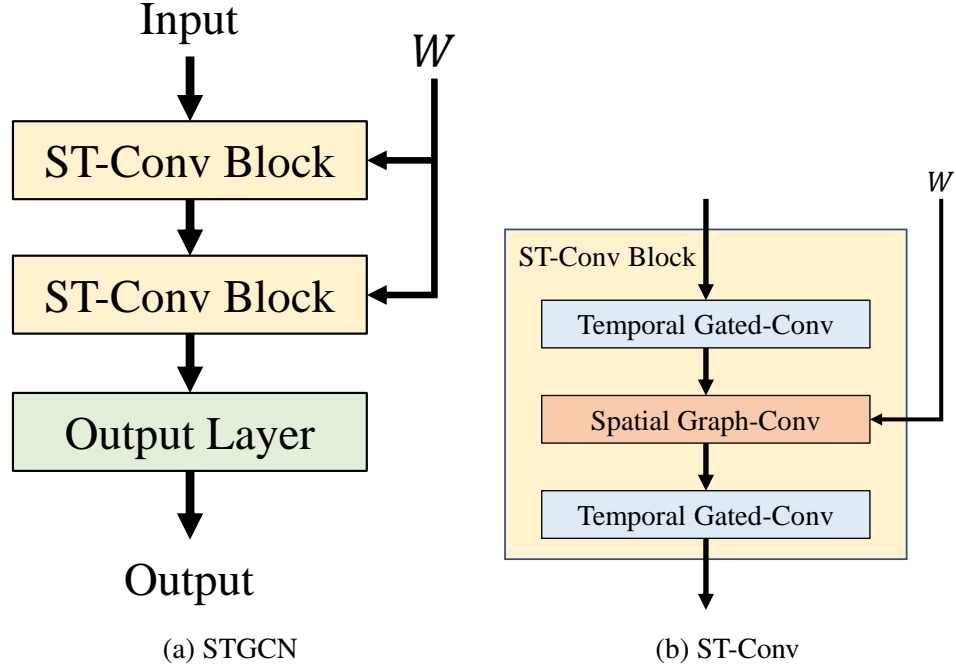 Input
W
ST-Conv Block
ST-Conv Block
Output Layer
Output
(a) STGCN
W
ST-Conv Block
Temporal Gated-Conv
Spatial Graph-Conv
Temporal Gated-Conv
(b) ST-Conv